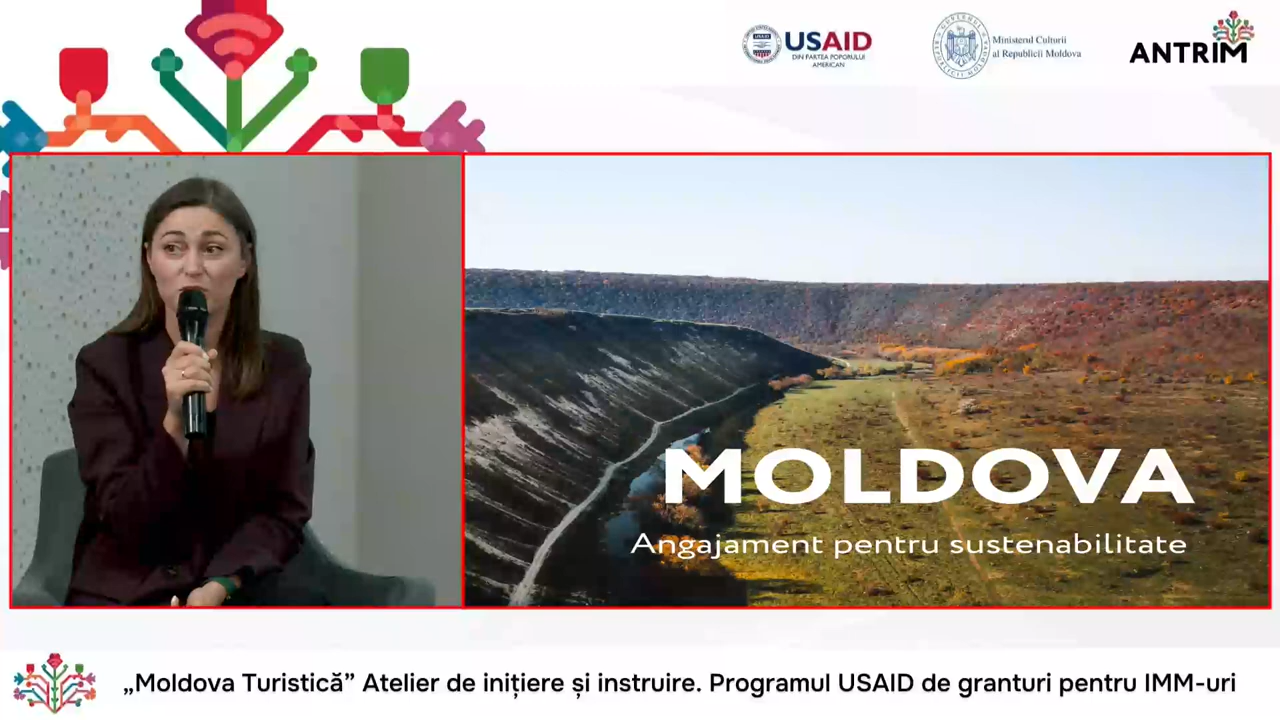 USAID
DIN PARTEA POPORULUI
AMERICAN
Ministerul Culturii
al Republicii Moldova
ANTRIM
MOLDOVA
Angajament pentru sustenabilitate
„Moldova Turistică” Atelier de inițiere și instruire. Programul USAID de granturi pentru IMM-uri